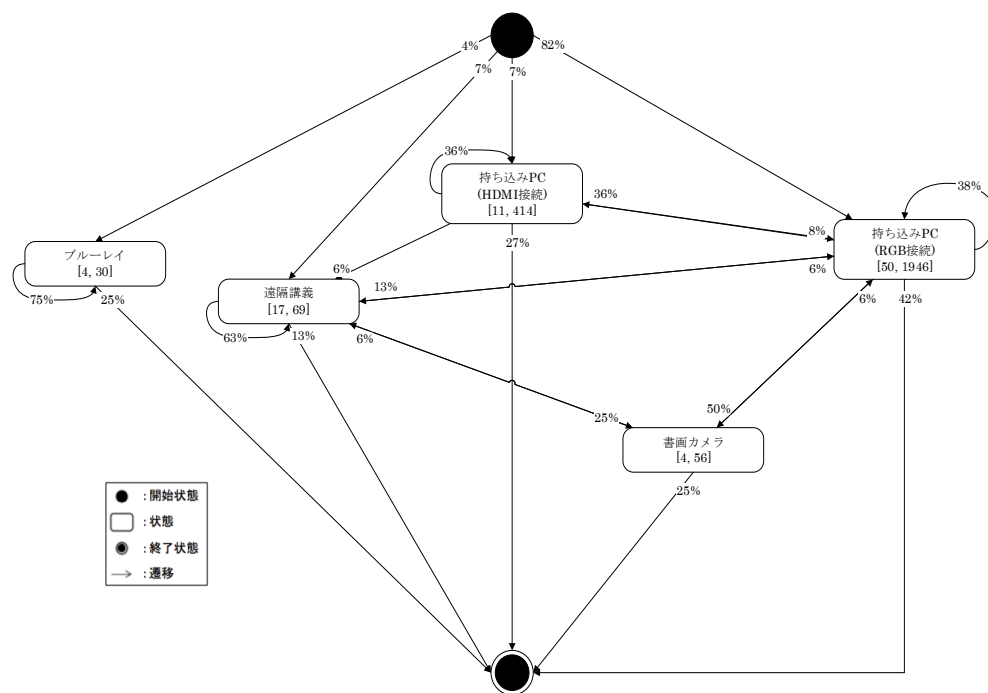 4%
82%
7%
7%
36%
持ち込みPC
(HDMI接続)
[11, 414]
36%
38%
8%
持ち込みPC
(RGB接続)
[50, 1946]
27%
ブルーレイ
[4, 30]
6%
6%
遠隔講義
[17, 69]
13%
75%
25%
6%
42%
63%
13%
6%
50%
25%
書画カメラ
[4, 56]
25%
: 開始状態
: 状態
: 終了状態
: 遷移